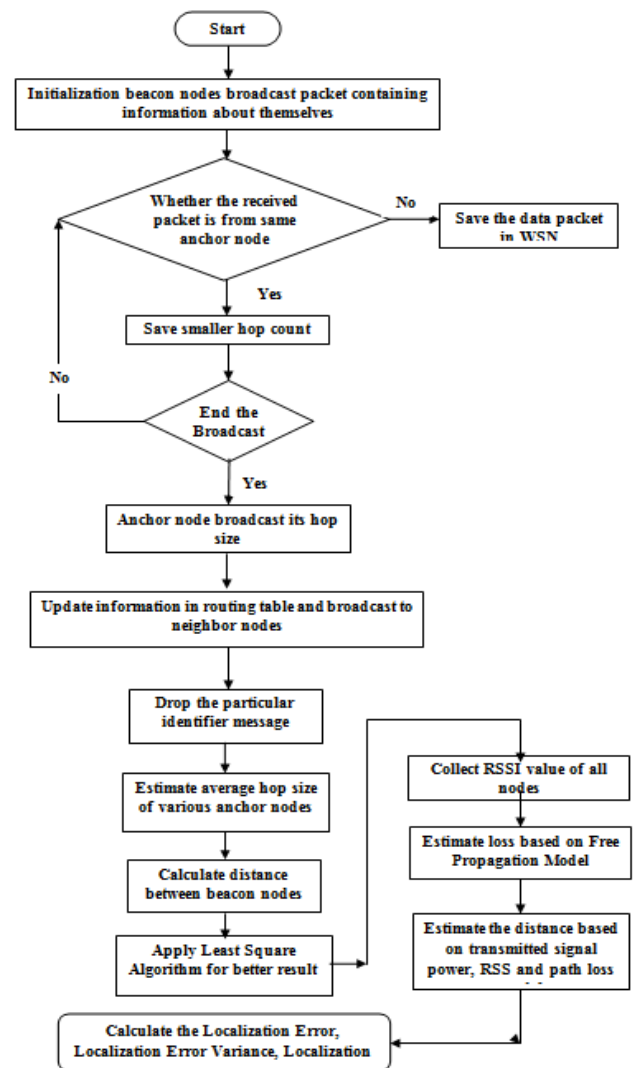 Start
Initialization beacon nodes broadcast packet containing
information about themselves
Whether the received
packet is from same
anchor node
No
Save the data packet
in WSN
Yes
Save smaller hop count
No
End the
Broadcast
Yes
Anchor node broadcast its hop
size
Update information in routing table and broadcast to
neighbor nodes
Drop the particular
identifier message
Estimate average hop size
of various anchor nodes
Calculate distance
between beacon nodes
Apply Least Square
Algorithm for better result
Collect RSSI value of all
nodes
Estimate loss based on Free
Propagation Model
Estimate the distance based
on transmitted signal
power, RSS and path loss
Calculate the Localization Error,
Localization Error Variance, Localization